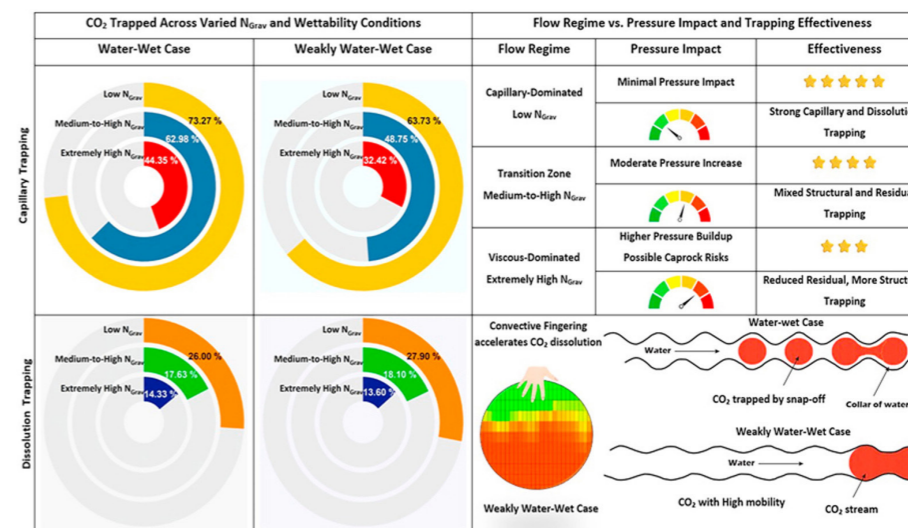 CO₂ Trapped Across Varied N_Grav and Wettability Conditions
Flow Regime vs. Pressure Impact and Trapping Effectiveness
Water-Wet Case
Weakly Water-Wet Case
Flow Regime
Pressure Impact
Effectiveness
Capillary Trapping
Low N_Grav
73.27 %
Medium-to-High N_Grav
62.98 %
Extremely High N_Grav
44.35 %
Low N_Grav
63.73 %
Medium-to-High N_Grav
48.75 %
Extremely High N_Grav
32.42 %
Capillary-Dominated
Low N_Grav
Minimal Pressure Impact
Strong Capillary and Dissolutio
Trapping
Transition Zone
Medium-to-High N_Grav
Moderate Pressure Increase
Mixed Structural and Residua
Trapping
Viscous-Dominated
Extremely High N_Grav
Higher Pressure Buildup
Possible Caprock Risks
Reduced Residual, More Struct
Trapping
Dissolution Trapping
Low N_Grav
26.00 %
Medium-to-High N_Grav
17.63 %
Extremely High N_Grav
14.33 %
Low N_Grav
27.90 %
Medium-to-High N_Grav
18.10 %
Extremely High N_Grav
13.60 %
Convective Fingering
accelerates CO₂ dissolution
Weakly Water-Wet Case
Water-wet Case
Water
CO₂ trapped by snap-off
Collar of water
Weakly Water-Wet Case
Water
CO₂ with High mobility
CO₂ stream